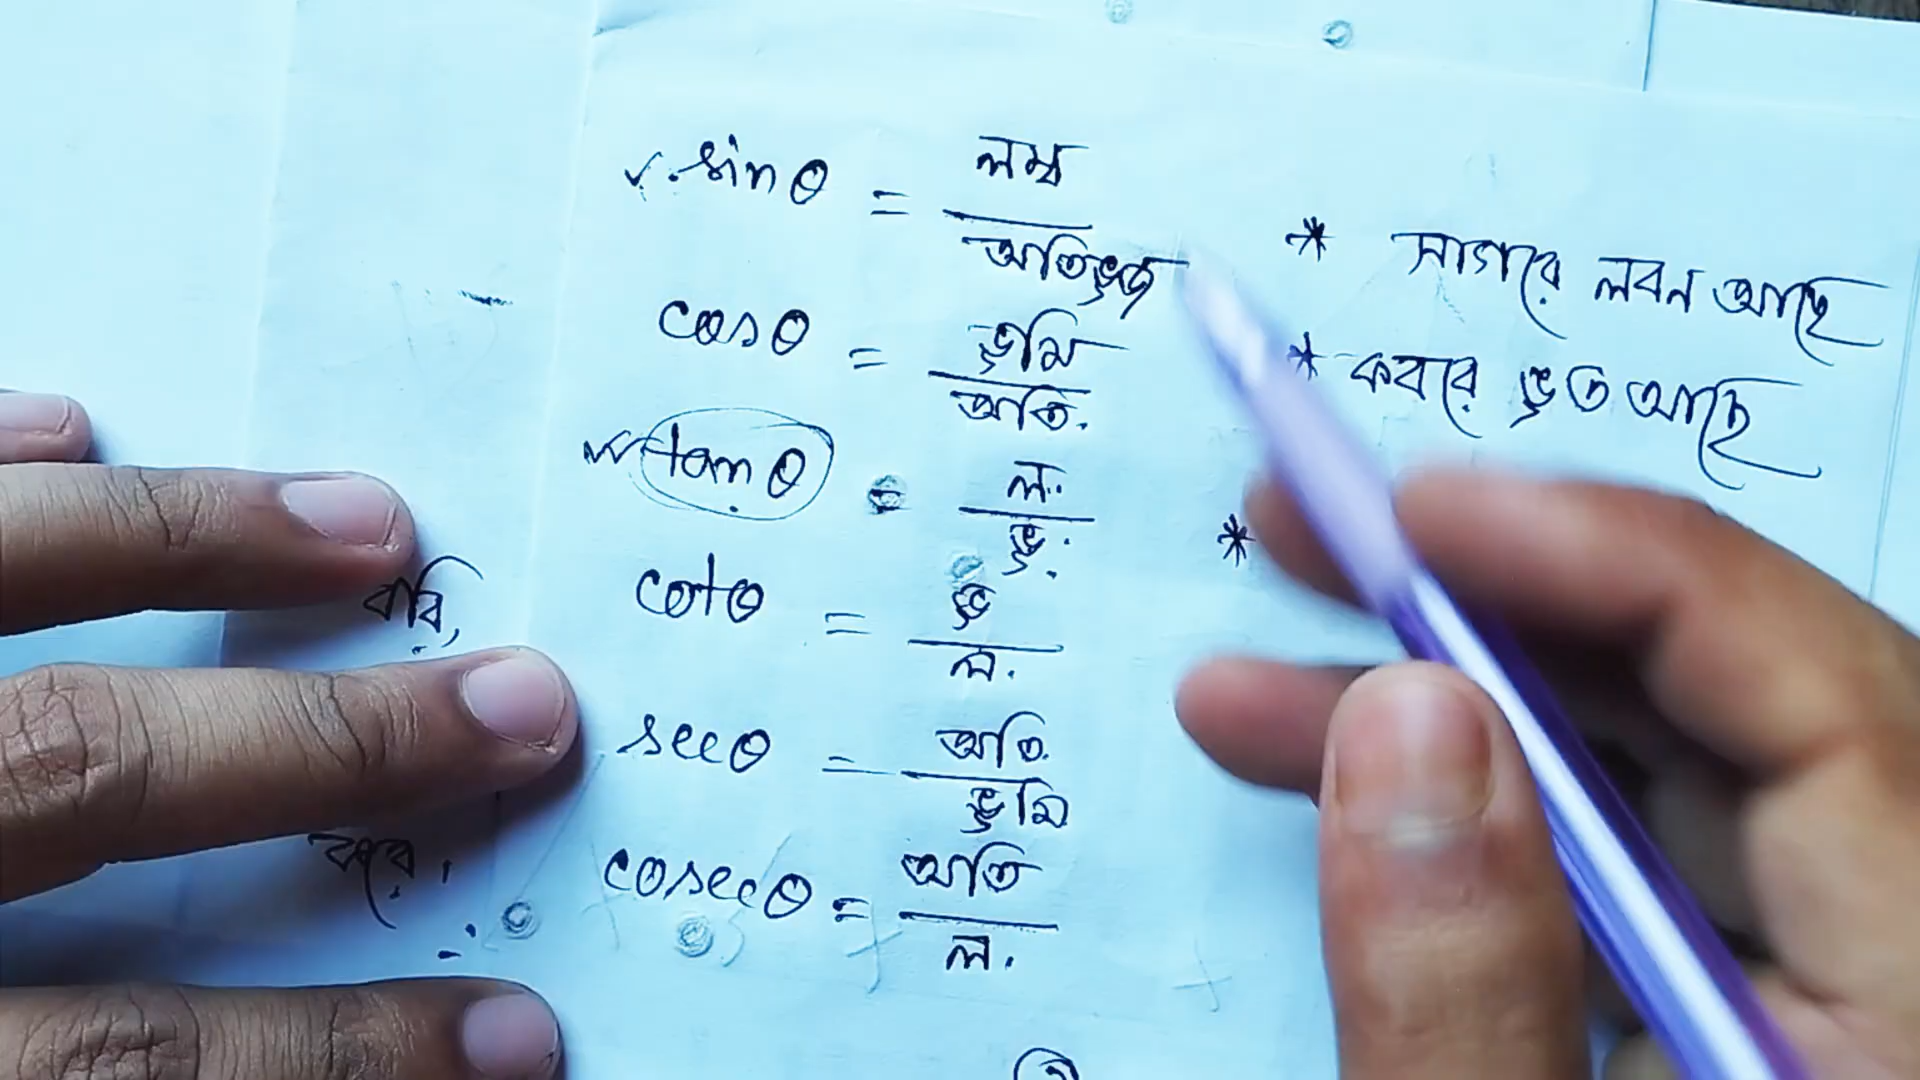 sinθ = লম্ব / অতিভূজ
* সাগরে লবন আছে
cosθ = ভূমি / অতি.
* কবরে ভূত আছে
tanθ = ল. / ভূ.
*
cotθ = ভূ / ল.
secθ = অতি. / ভূমি
cosecθ = অতি / ল.